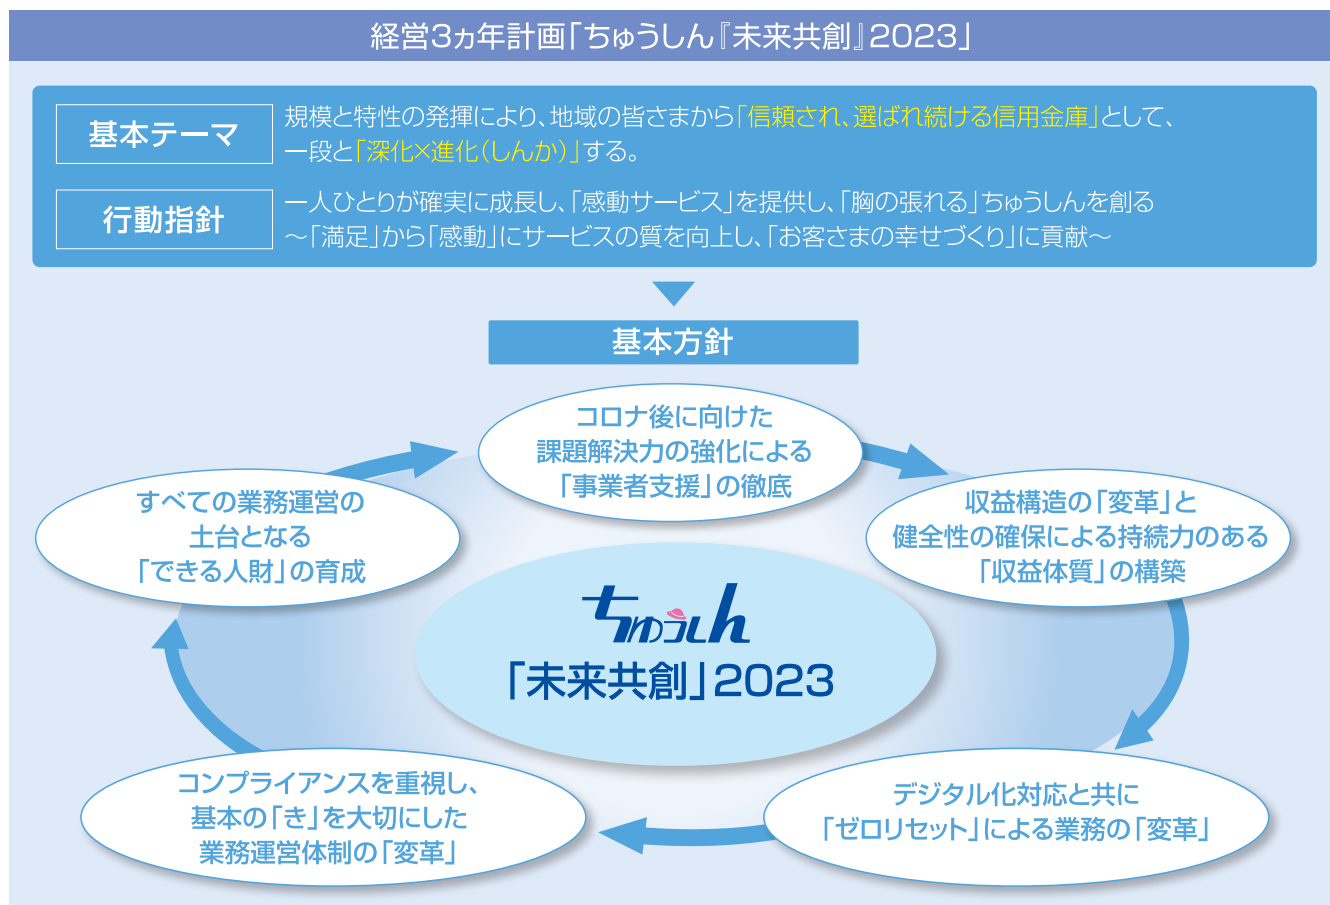 経営3ヵ年計画「ちゅうしん『未来共創』2023」
基本テーマ
規模と特性の発揮により、地域の皆さまから「信頼され、選ばれ続ける信用金庫」として、
一段と「深化×進化(しんか)」する。
行動指針
一人ひとりが確実に成長し、「感動サービス」を提供し、「胸の張れる」ちゅうしんを創る
～「満足」から「感動」にサービスの質を向上し、「お客さまの幸せづくり」に貢献～
基本方針
コロナ後に向けた
課題解決力の強化による
「事業者支援」の徹底
すべての業務運営の
土台となる
「できる人財」の育成
収益構造の「変革」と
健全性の確保による持続力のある
「収益体質」の構築
ちゅうしん
「未来共創」2023
コンプライアンスを重視し、
基本の「き」を大切にした
業務運営体制の「変革」
デジタル化対応と共に
「ゼロリセット」による業務の「変革」